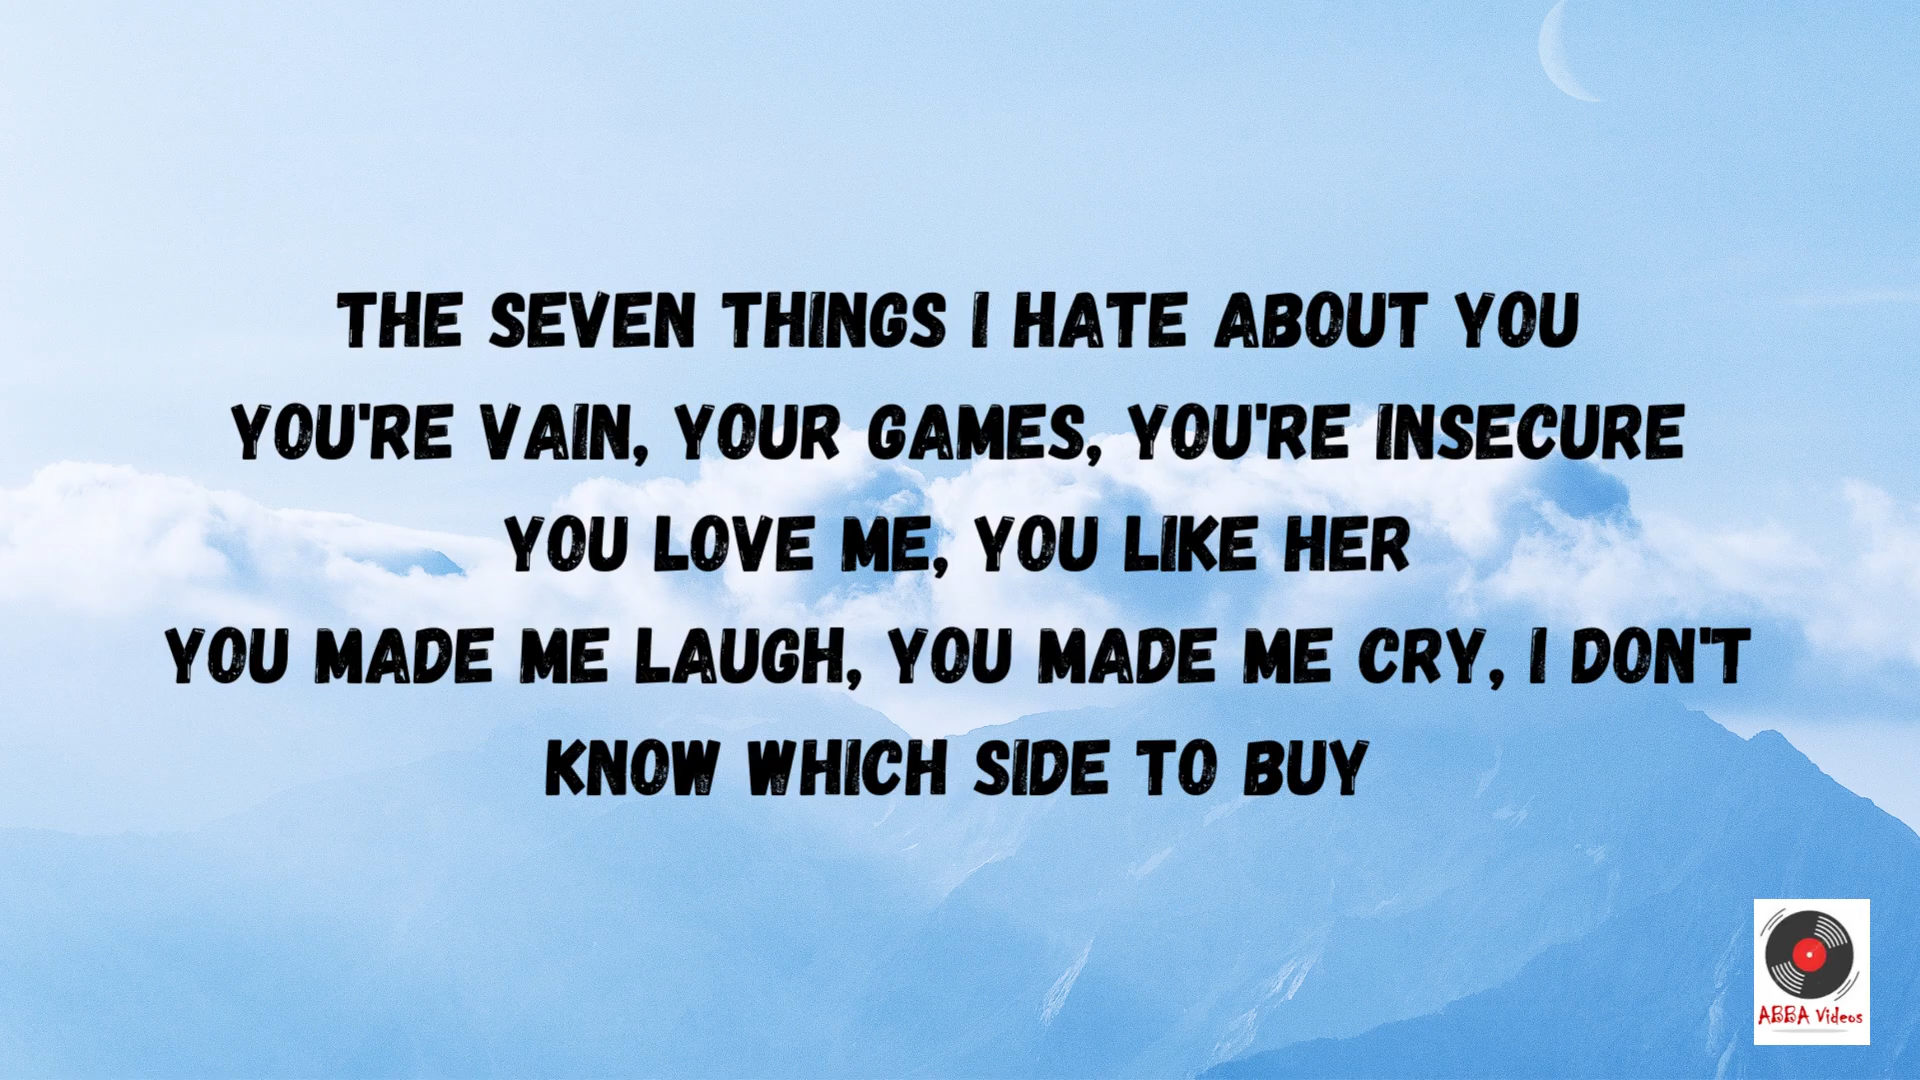 THE SEVEN THINGS I HATE ABOUT YOU
YOU'RE VAIN, YOUR GAMES, YOU'RE INSECURE
YOU LOVE ME, YOU LIKE HER
YOU MADE ME LAUGH, YOU MADE ME CRY, I DON'T
KNOW WHICH SIDE TO BUY
ABBA Videos